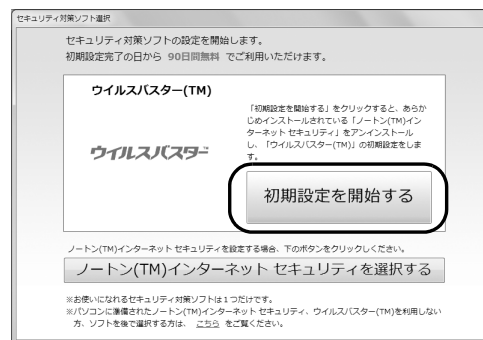 セキュリティ対策ソフト選択
セキュリティ対策ソフトの設定を開始します。
初期設定完了の日から 90日間無料 でご利用いただけます。
ウイルスバスター(TM)
「初期設定を開始する」をクリックすると、あらか
じめインストールされている「ノートン(TM)イン
ターネット セキュリティ」をアンインストール
し、「ウイルスバスター(TM)」の初期設定をしま
す。
ウイルスバスター
初期設定を開始する
ノートン(TM)インターネット セキュリティを設定する場合、下のボタンをクリックしください。
ノートン(TM)インターネット セキュリティを選択する
※お使いになれるセキュリティ対策ソフトは１つだけです。
※パソコンに準備されたノートン(TM)インターネット セキュリティ、ウイルスバスター(TM)を利用しない
方、ソフトを後で選択する方は、 こちら をご覧ください。